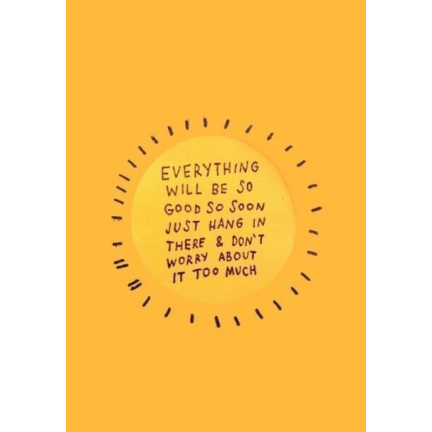 EVERYTHING
WILL BE SO
GOOD SO SOON
JUST HANG IN
THERE & DON'T
WORRY ABOUT
IT TOO MUCH